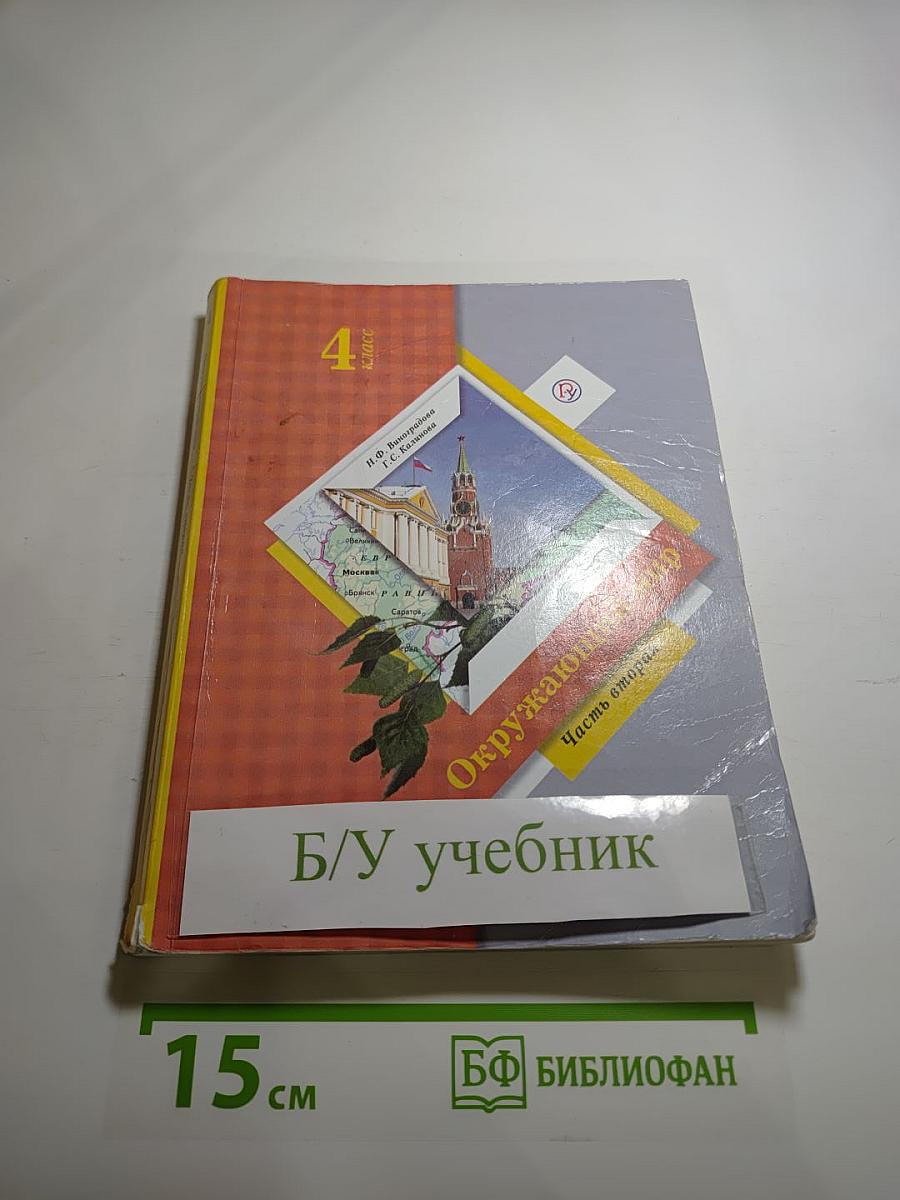 4 класс
Н.Ф. Виноградова
Г.С. Калинова
Москва
Брянск
Саратов
Окружающий мир
Часть вторая
Б/У учебник
15 см
БФ БИБЛИОФАН